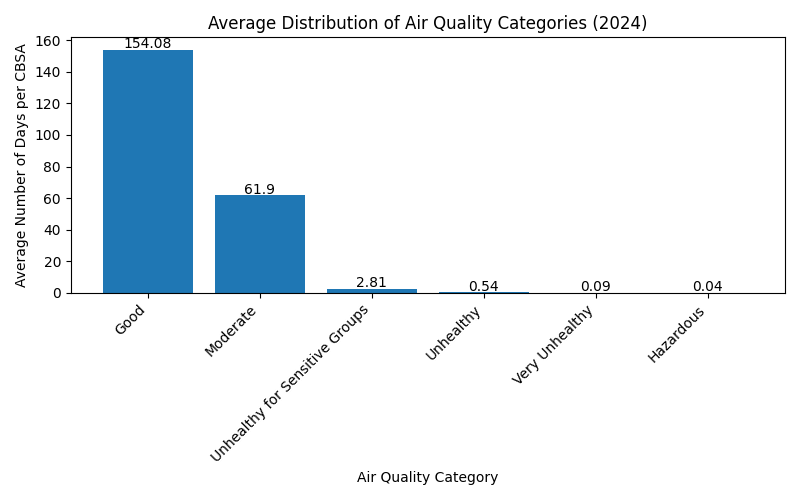 Average Distribution of Air Quality Categories (2024)
Average Number of Days per CBSA
160
140
120
100
80
60
40
20
0
154.08
61.9
2.81
0.54
0.09
0.04
Good
Moderate
Unhealthy for Sensitive Groups
Unhealthy
Very Unhealthy
Hazardous
Air Quality Category